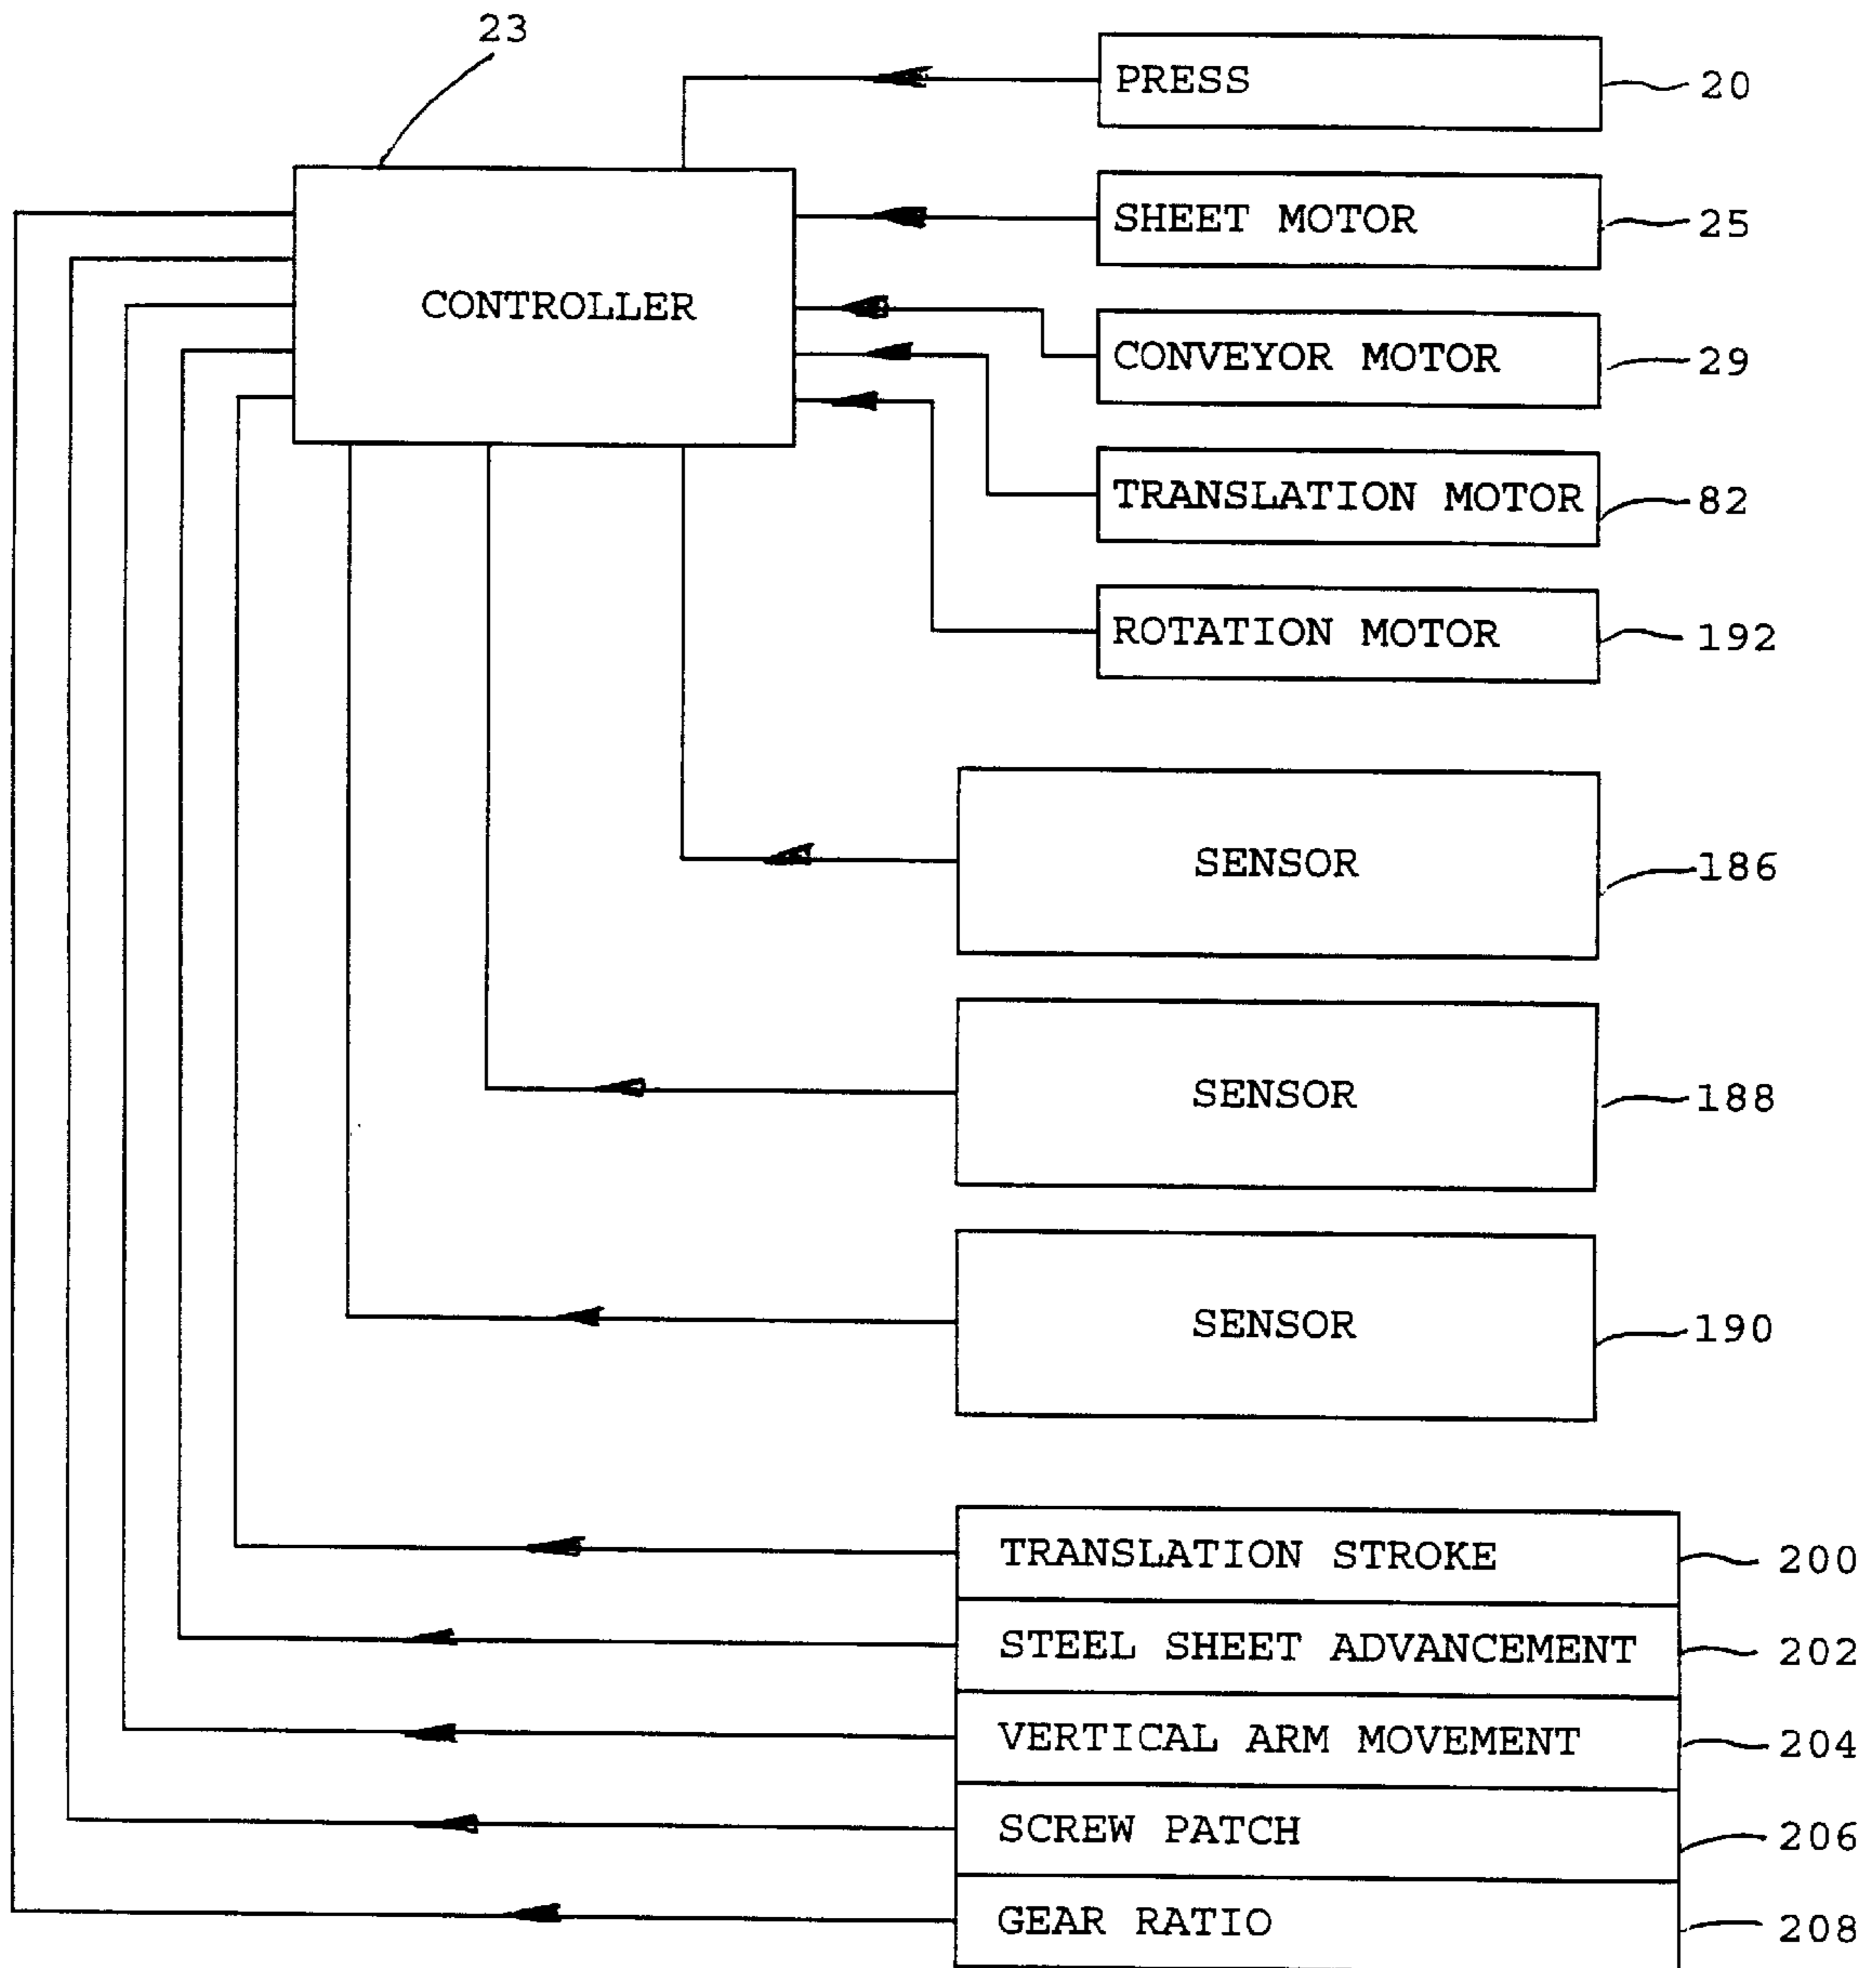 23
PRESS
20
SHEET MOTOR
25
CONTROLLER
CONVEYOR MOTOR
29
TRANSLATION MOTOR
82
ROTATION MOTOR
192
SENSOR
186
SENSOR
188
SENSOR
190
TRANSLATION STROKE
200
STEEL SHEET ADVANCEMENT
202
VERTICAL ARM MOVEMENT
204
SCREW PATCH
206
GEAR RATIO
208